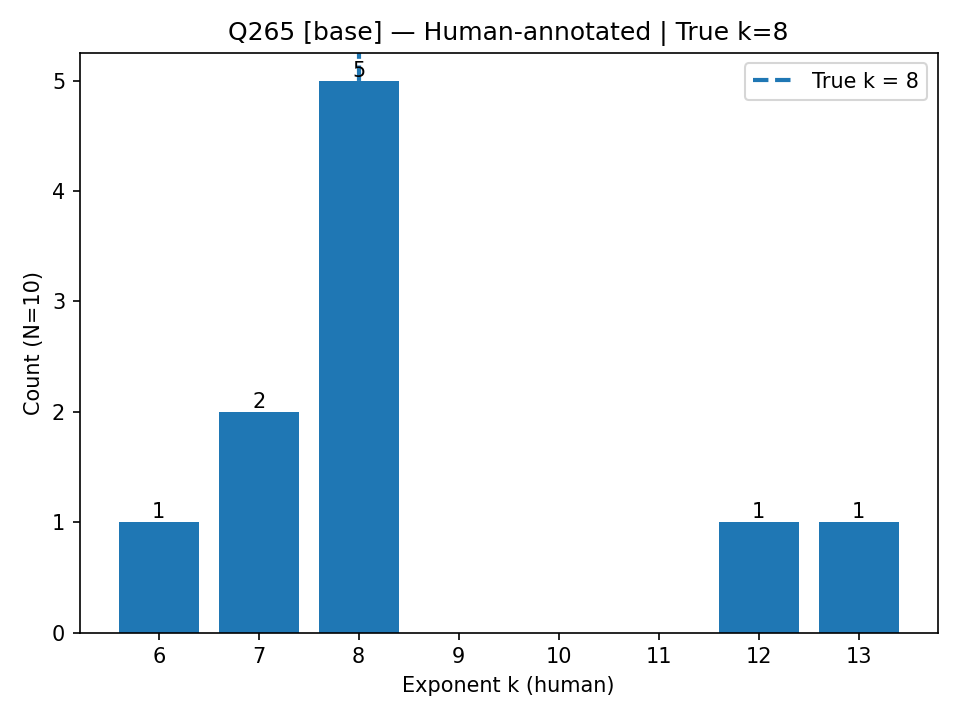 Q265 [base] — Human-annotated | True k=8
True k = 8
Count (N=10)
5
4
3
2
1
0
1
2
5
1
1
6 7 8 9 10 11 12 13
Exponent k (human)